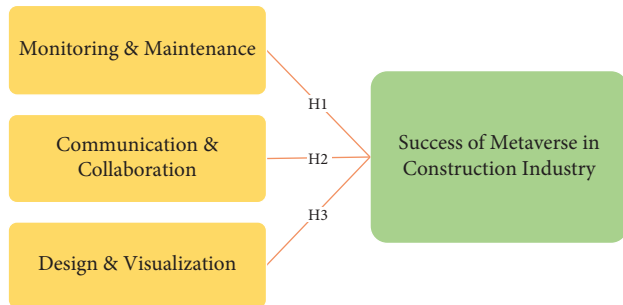 Monitoring & Maintenance
H1
Communication &
Collaboration
H2
Success of Metaverse in
Construction Industry
H3
Design & Visualization